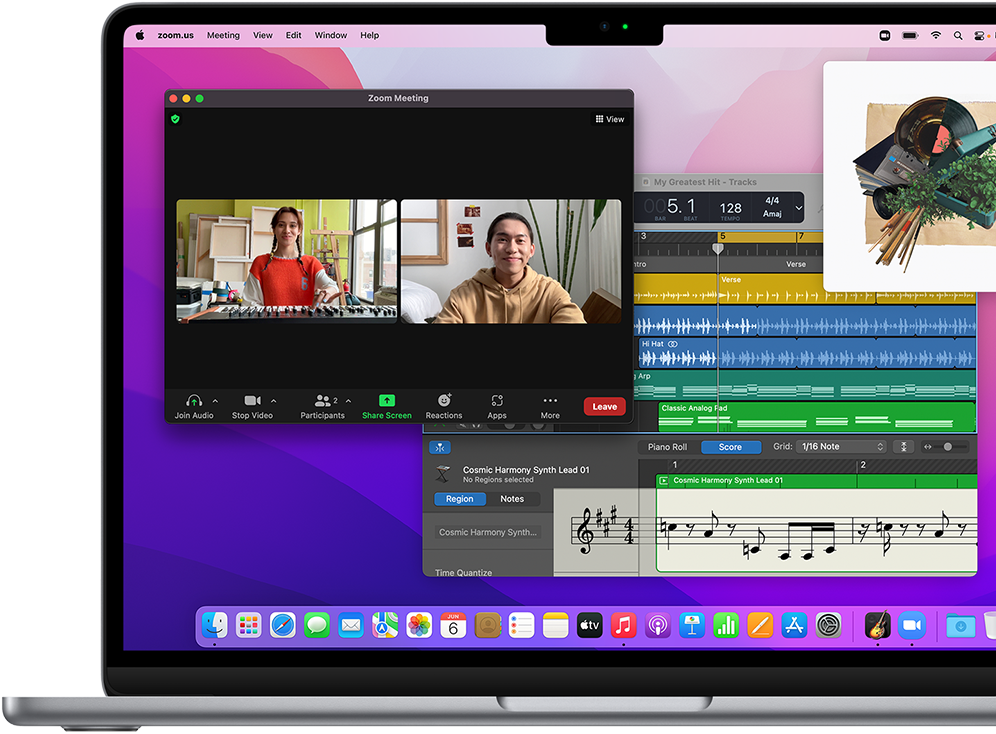 zoom.us Meeting View Edit Window Help
Zoom Meeting
View
My Greatest Hit - Tracks
005. 1 128 4/4
Amaj
BAR BEAT TEMPO
3 5 7
Verse
Verse
Hi Hat
Arp
Classic Analog Pad
2
Join Audio Stop Video Participants Share Screen Reactions Apps More Leave
Piano Roll Score Grid: 1/16 Note
1 2
Cosmic Harmony Synth Lead 01
No Regions selected
Region Notes
Cosmic Harmony Synth...
Time Quantize
Cosmic Harmony Synth Lead 01
4
4
JUN
6
tv